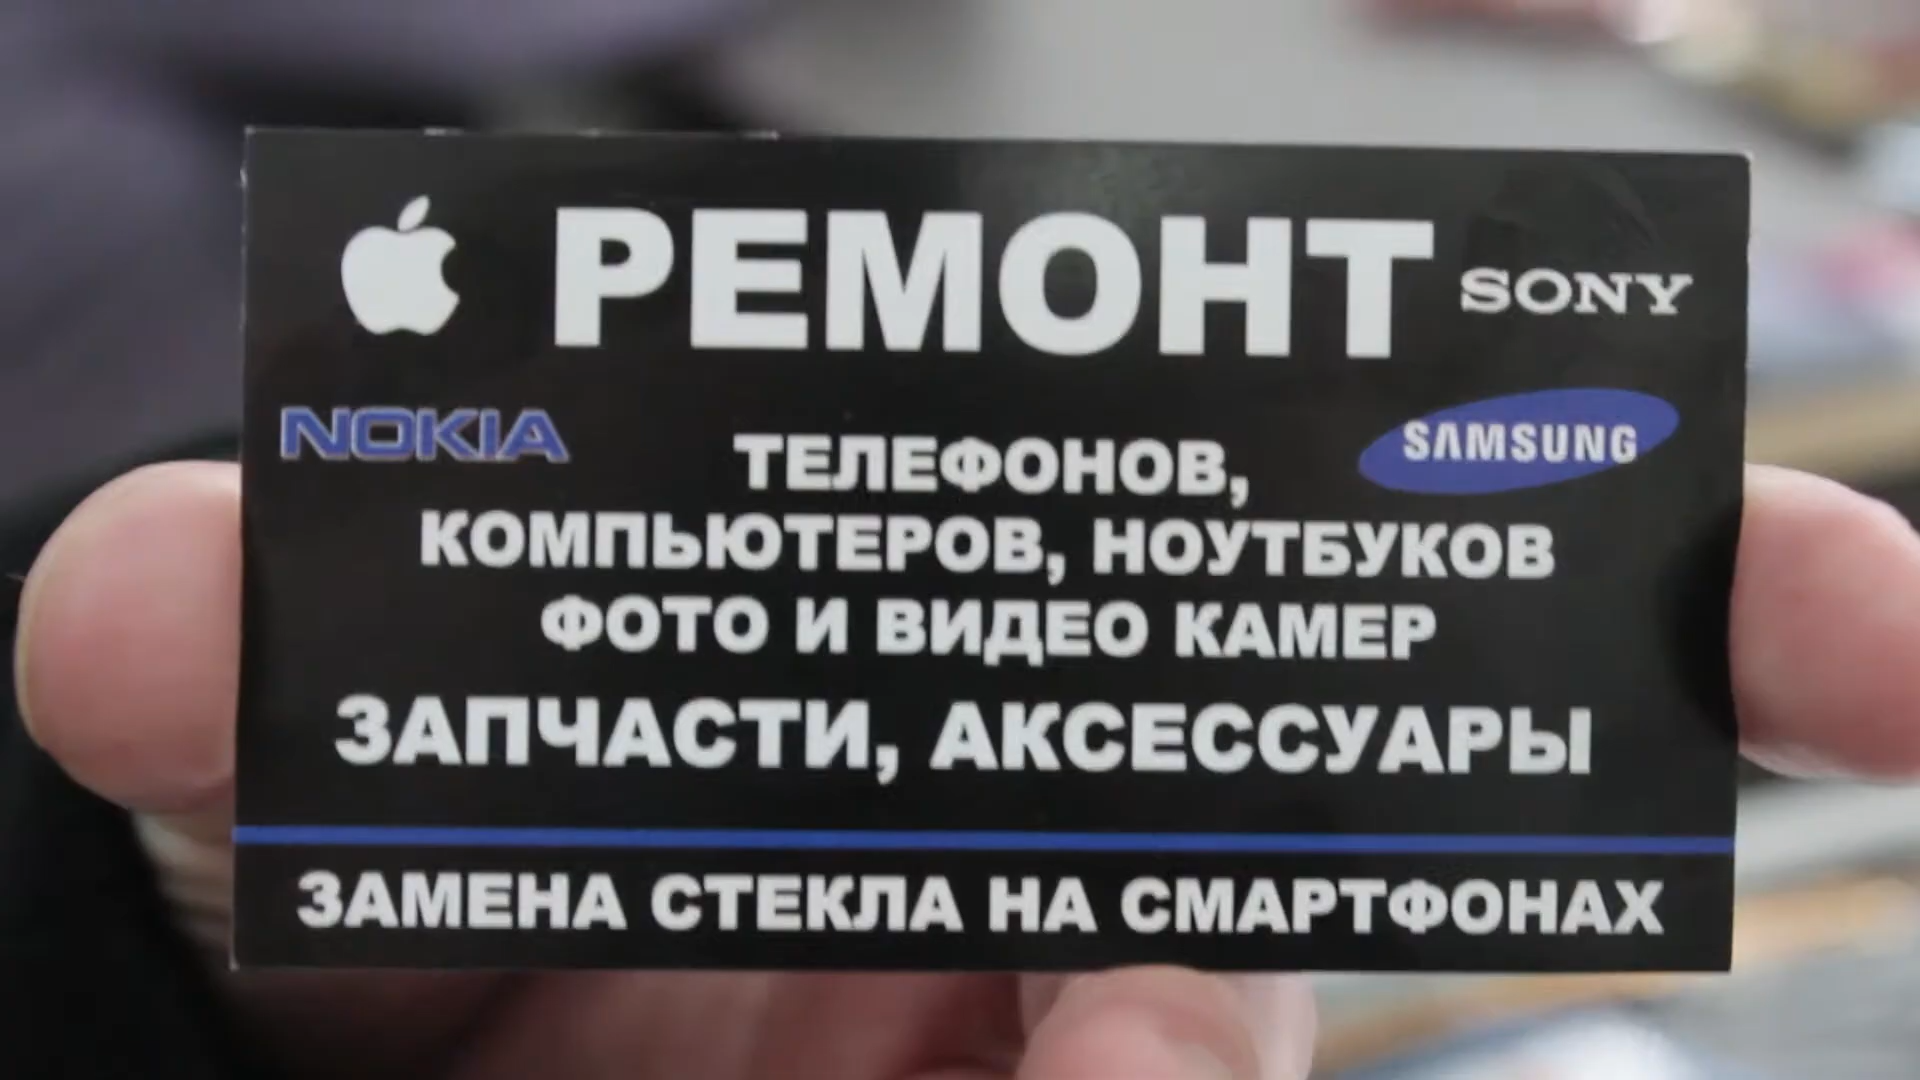 РЕМОНТ SONY
NOKIA SAMSUNG
ТЕЛЕФОНОВ,
КОМПЬЮТЕРОВ, НОУТБУКОВ
ФОТО И ВИДЕО КАМЕР
ЗАПЧАСТИ, АКСЕССУАРЫ
ЗАМЕНА СТЕКЛА НА СМАРТФОНАХ